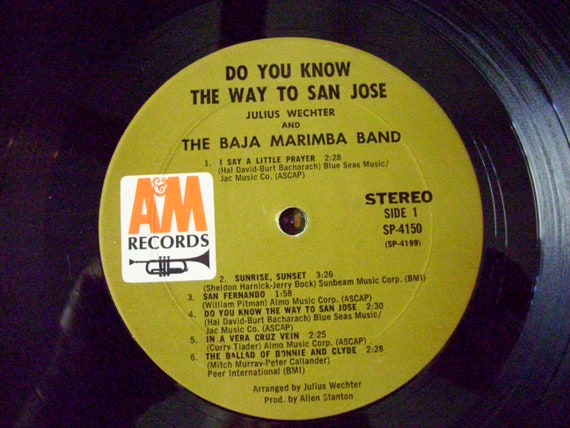 DO YOU KNOW
THE WAY TO SAN JOSE
JULIUS WECHTER
AND
THE BAJA MARIMBA BAND
1. I SAY A LITTLE PRAYER 2:28
(Hal David-Burt Bacharach) Blue Seas Music/
Jac Music Co. (ASCAP)
A&M
RECORDS
STEREO
SIDE 1
SP-4150
(SP-4199)
2. SUNRISE, SUNSET 3:26
(Sheldon Harnick-Jerry Bock) Sunbeam Music Corp. (BMI)
3. SAN FERNANDO 1:58
(William Pitman) Almo Music Corp. (ASCAP)
4. DO YOU KNOW THE WAY TO SAN JOSE 2:30
(Hal David-Burt Bacharach) Blue Seas Music/
Jac Music Co. (ASCAP)
5. IN A VERA CRUZ VEIN 2:25
(Curry Tjader) Almo Music Corp. (ASCAP)
6. THE BALLAD OF BONNIE AND CLYDE 2:28
(Mitch Murray-Peter Callander)
Peer International (BMI)
Arranged by Julius Wechter
Prod. by Allen Stanton